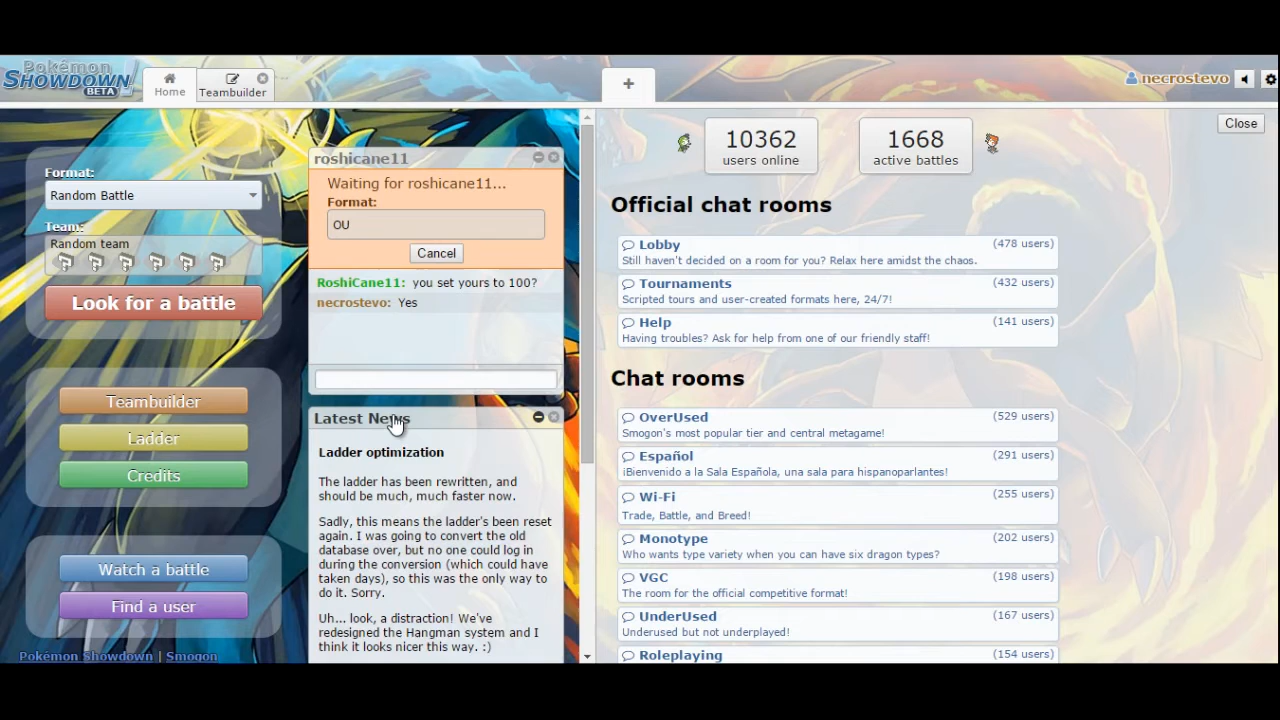 Pokémon
SHOWDOWN
BETA
Home
Teambuilder
+
necrostevo
Format:
Random Battle
Team:
Random team
Look for a battle
Teambuilder
Ladder
Credits
Watch a battle
Find a user
Pokémon Showdown | Smogon
roshicane11
Waiting for roshicane11...
Format:
OU
Cancel
RoshiCane11: you set yours to 100?
necrostevo: Yes
Latest News
Ladder optimization
The ladder has been rewritten, and
should be much, much faster now.
Sadly, this means the ladder's been reset
again. I was going to convert the old
database over, but no one could log in
during the conversion (which could have
taken days), so this was the only way to
do it. Sorry.
Uh... look, a distraction! We've
redesigned the Hangman system and I
think it looks nicer this way. :)
10362
users online
1668
active battles
Close
Official chat rooms
Lobby (478 users)
Still haven't decided on a room for you? Relax here amidst the chaos.
Tournaments (432 users)
Scripted tours and user-created formats here, 24/7!
Help (141 users)
Having troubles? Ask for help from one of our friendly staff!
Chat rooms
OverUsed (529 users)
Smogon's most popular tier and central metagame!
Español (291 users)
¡Bienvenido a la Sala Española, una sala para hispanoparlantes!
Wi-Fi (255 users)
Trade, Battle, and Breed!
Monotype (202 users)
Who wants type variety when you can have six dragon types?
VGC (198 users)
The room for the official competitive format!
UnderUsed (167 users)
Underused but not underplayed!
Roleplaying (154 users)